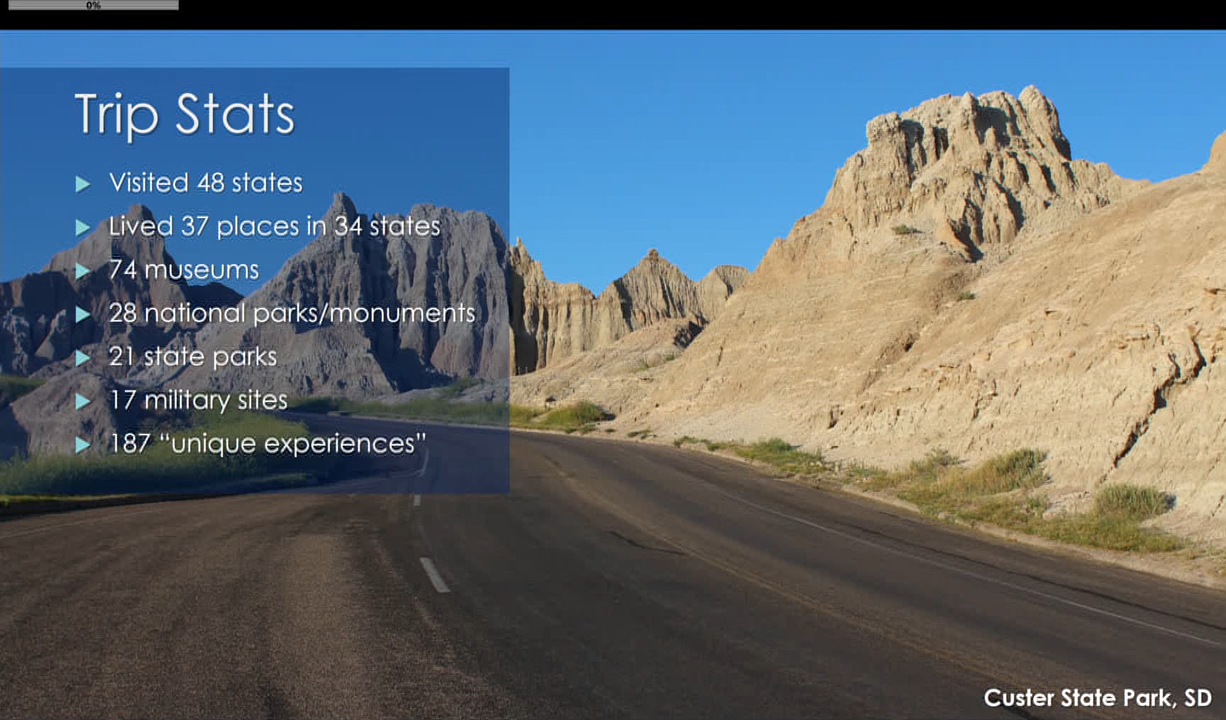 0%
Trip Stats
Visited 48 states
Lived 37 places in 34 states
74 museums
28 national parks/monuments
21 state parks
17 military sites
187 “unique experiences”
Custer State Park, SD